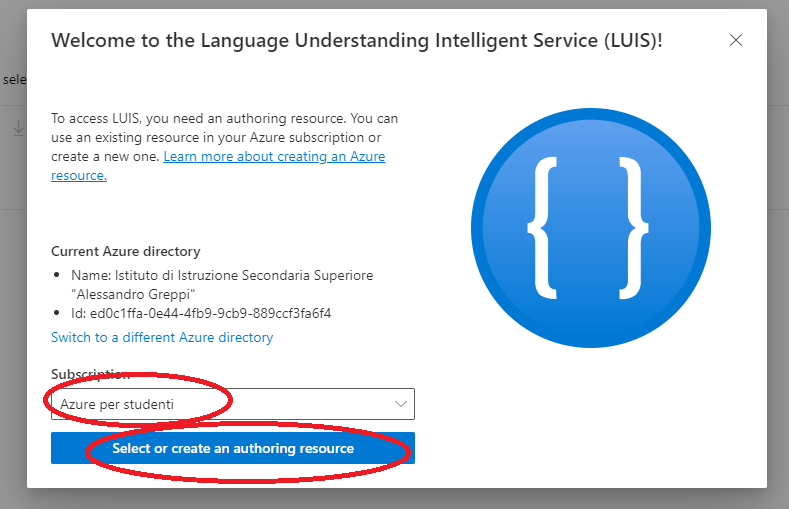 Welcome to the Language Understanding Intelligent Service (LUIS)!
sele
To access LUIS, you need an authoring resource. You can
use an existing resource in your Azure subscription or
create a new one. Learn more about creating an Azure
resource.
{ }
Current Azure directory
• Name: Istituto di Istruzione Secondaria Superiore
"Alessandro Greppi"
• Id: ed0c1ffa-0e44-4fb9-9cb9-889ccf3fa6f4
Switch to a different Azure directory
Subscription
Azure per studenti
Select or create an authoring resource